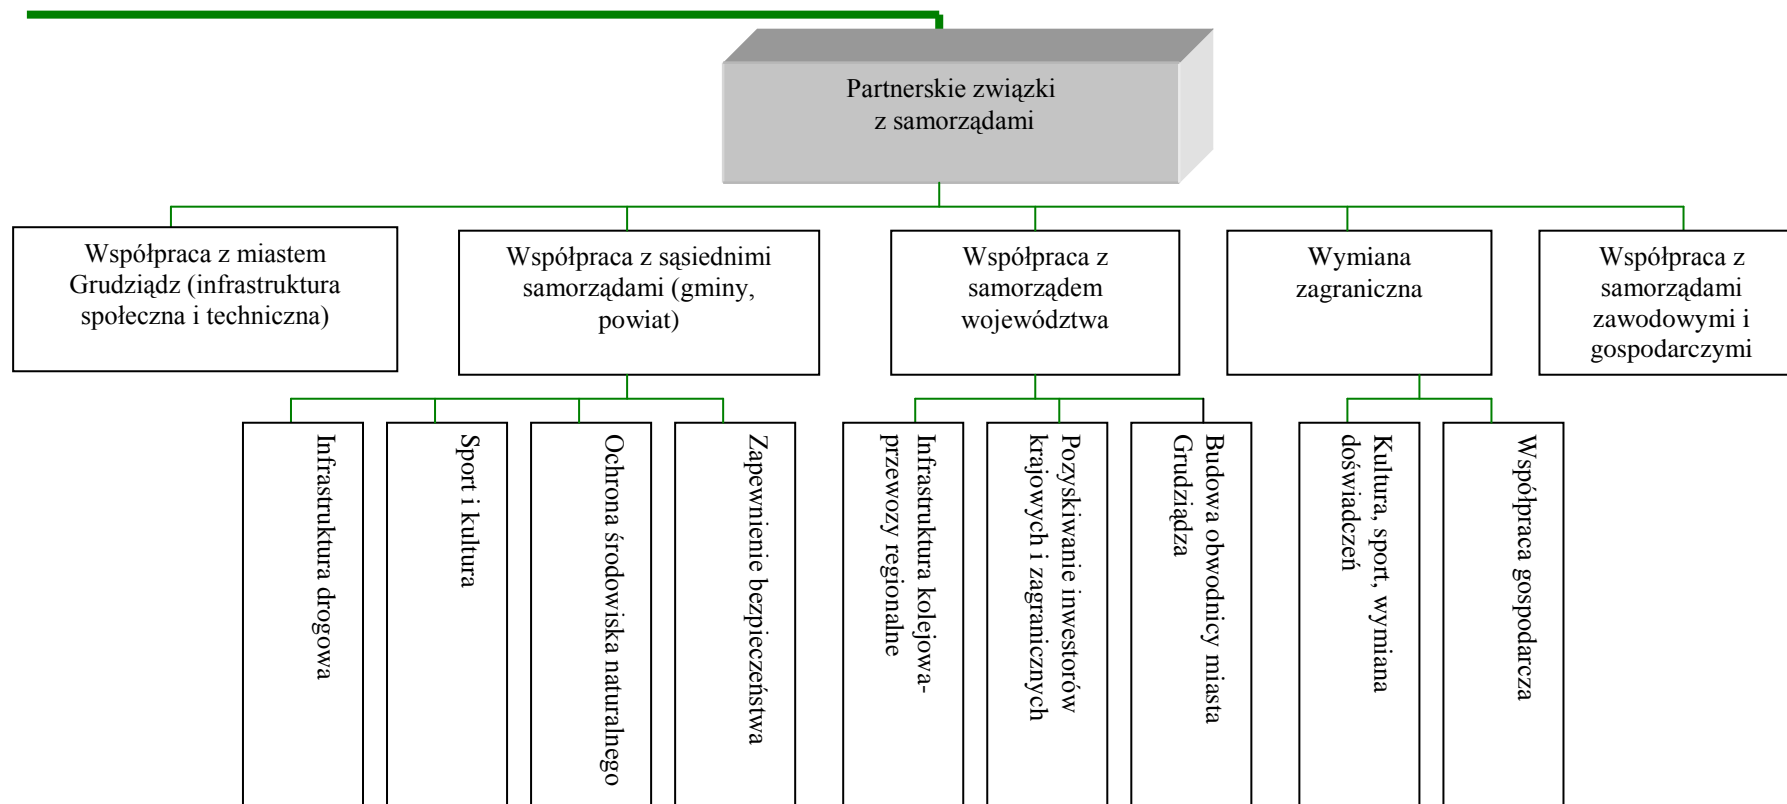 Partnerskie związki
z samorządami
Współpraca z miastem
Grudziądz (infrastruktura
społeczna i techniczna)
Współpraca z sąsiednimi
samorządami (gminy,
powiat)
Współpraca z
samorządem
województwa
Wymiana
zagraniczna
Współpraca z
samorządami
zawodowymi i
gospodarczymi
Infrastruktura drogowa
Sport i kultura
Ochrona środowiska naturalnego
Zapewnienie bezpieczeństwa
Infrastruktura kolejowa-
przewozy regionalne
Pozyskiwanie inwestorów
krajowych i zagranicznych
Budowa obwodnicy miasta
Grudziądza
Kultura, sport, wymiana
doświadczeń
Współpraca gospodarcza